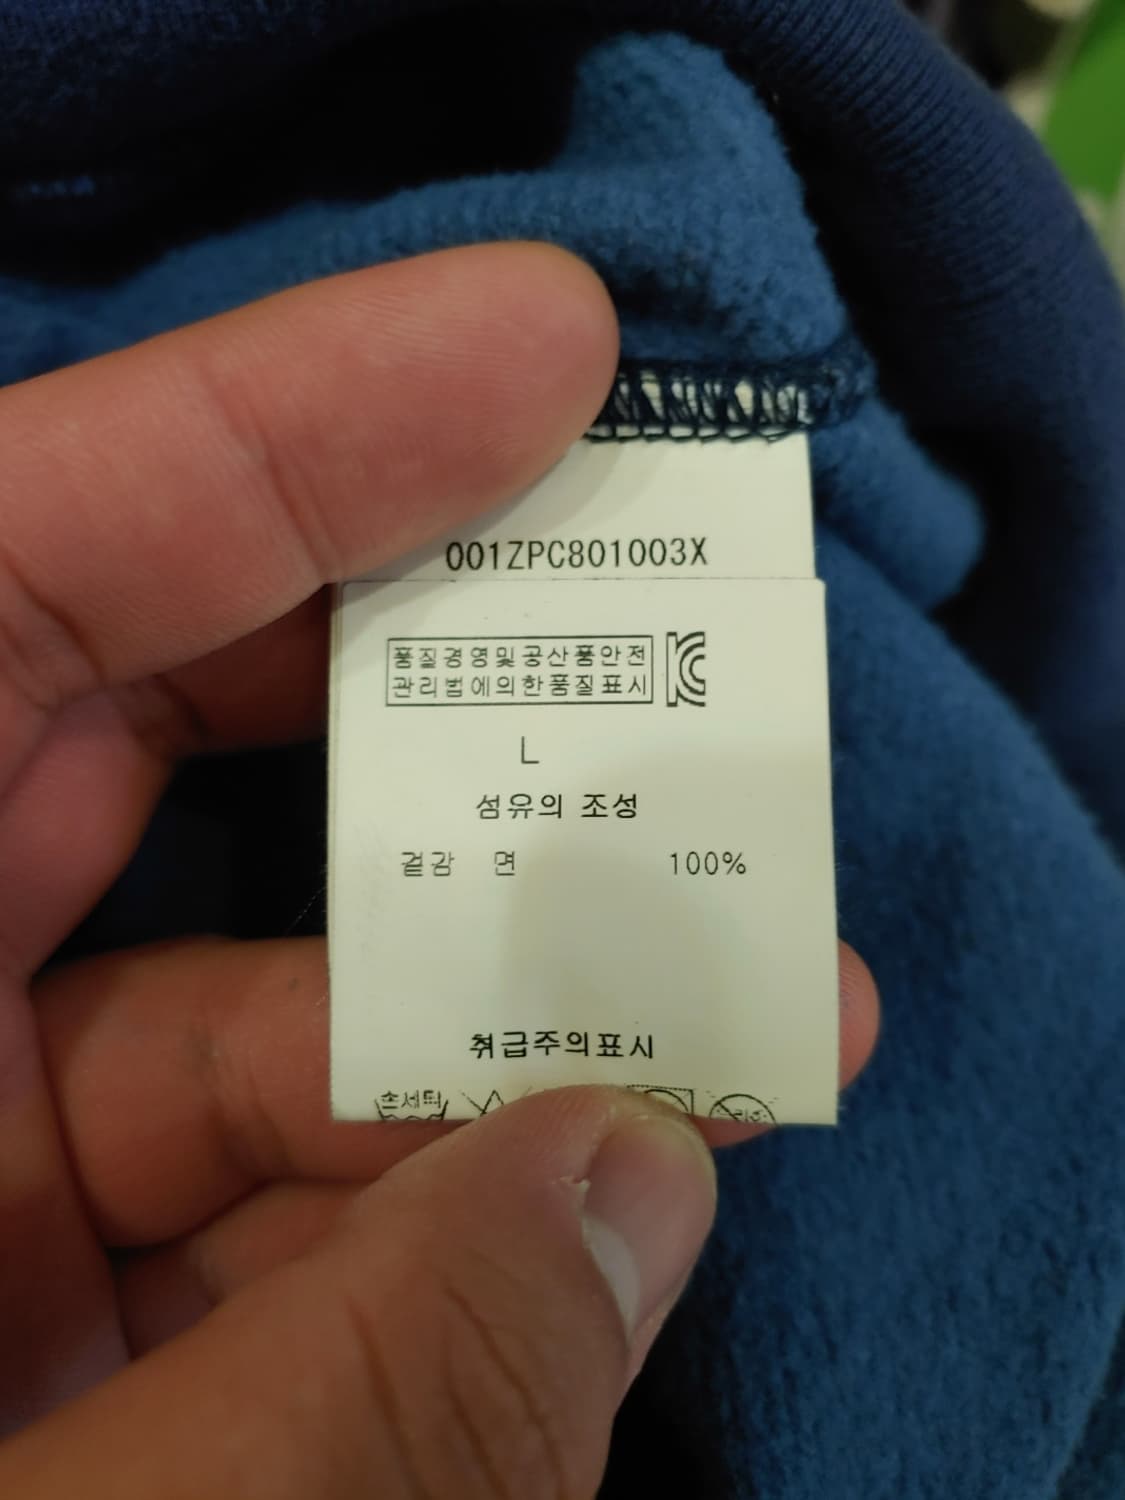 001ZPC801003X
품질경영및공산품안전
관리법에의한품질표시
L
섬유의 조성
겉감 면 100%
취급주의표시
손세탁